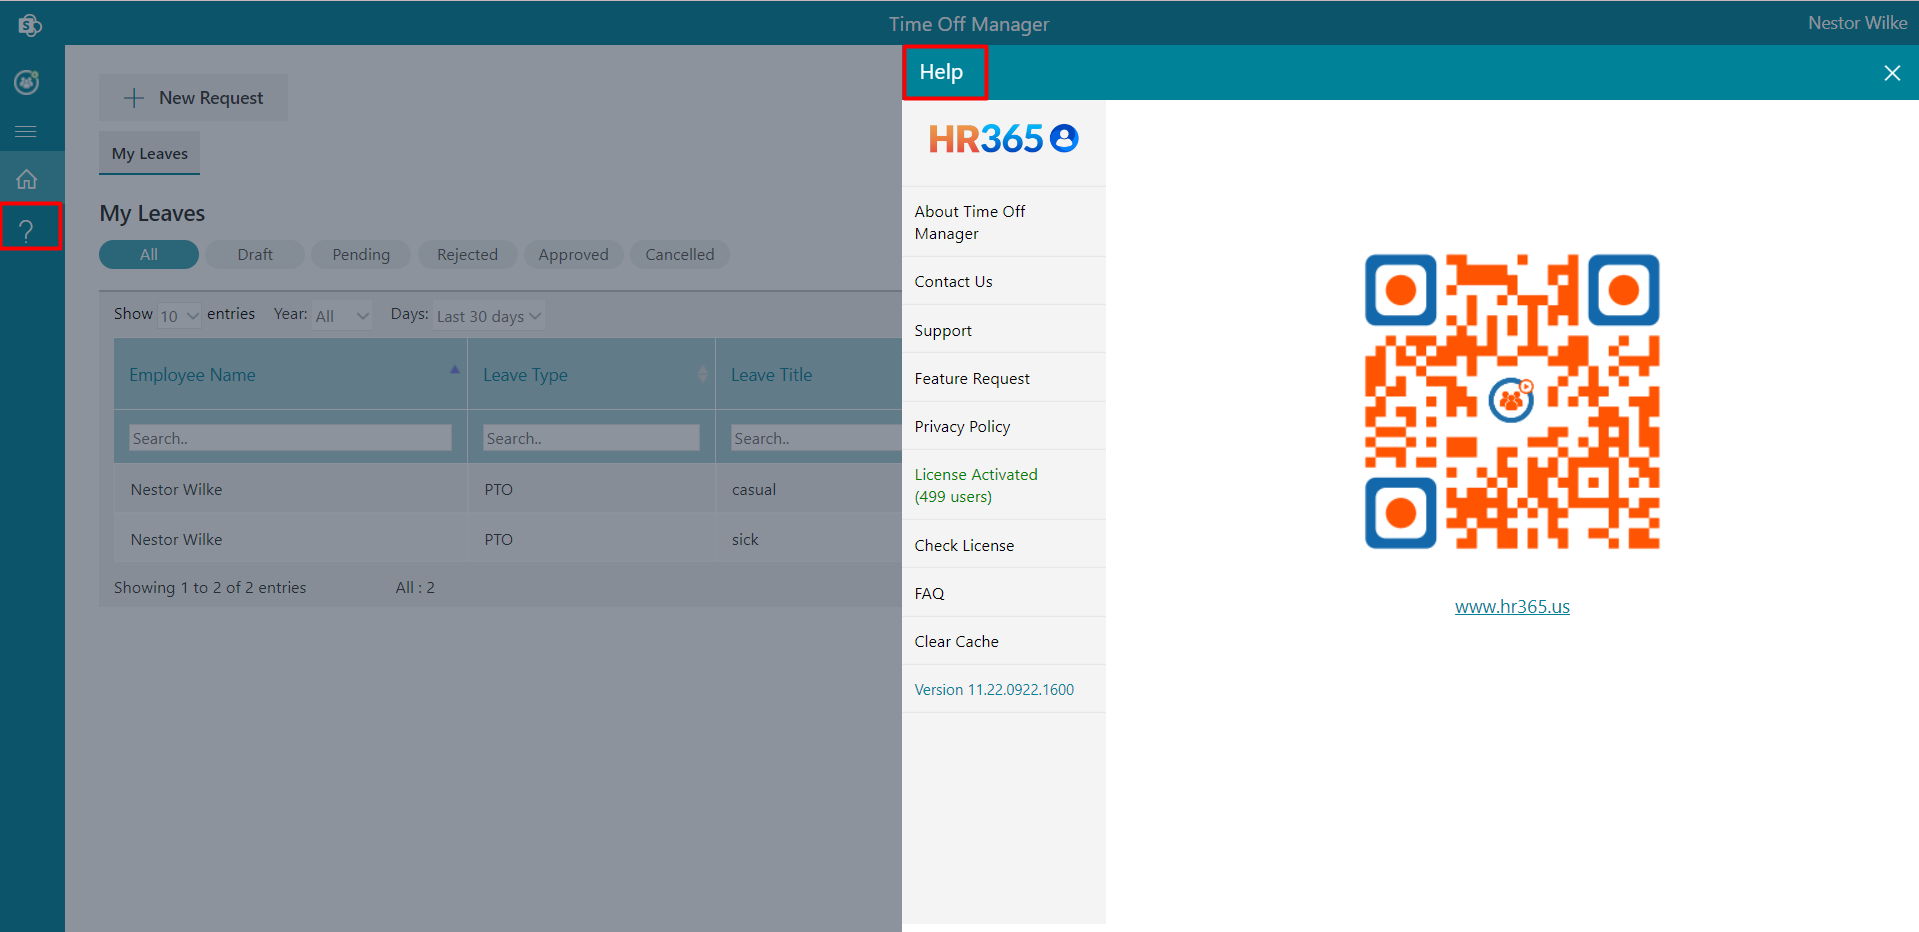 Time Off Manager
Nestor Wilke
Help
New Request
My Leaves
My Leaves
All
Draft
Pending
Rejected
Approved
Cancelled
Show 10 entries Year: All Days: Last 30 days
Employee Name
Leave Type
Leave Title
Search..
Search..
Search..
Nestor Wilke
PTO
casual
Nestor Wilke
PTO
sick
Showing 1 to 2 of 2 entries
All : 2
HR365
About Time Off
Manager
Contact Us
Support
Feature Request
Privacy Policy
License Activated
(499 users)
Check License
FAQ
Clear Cache
Version 11.22.0922.1600
www.hr365.us